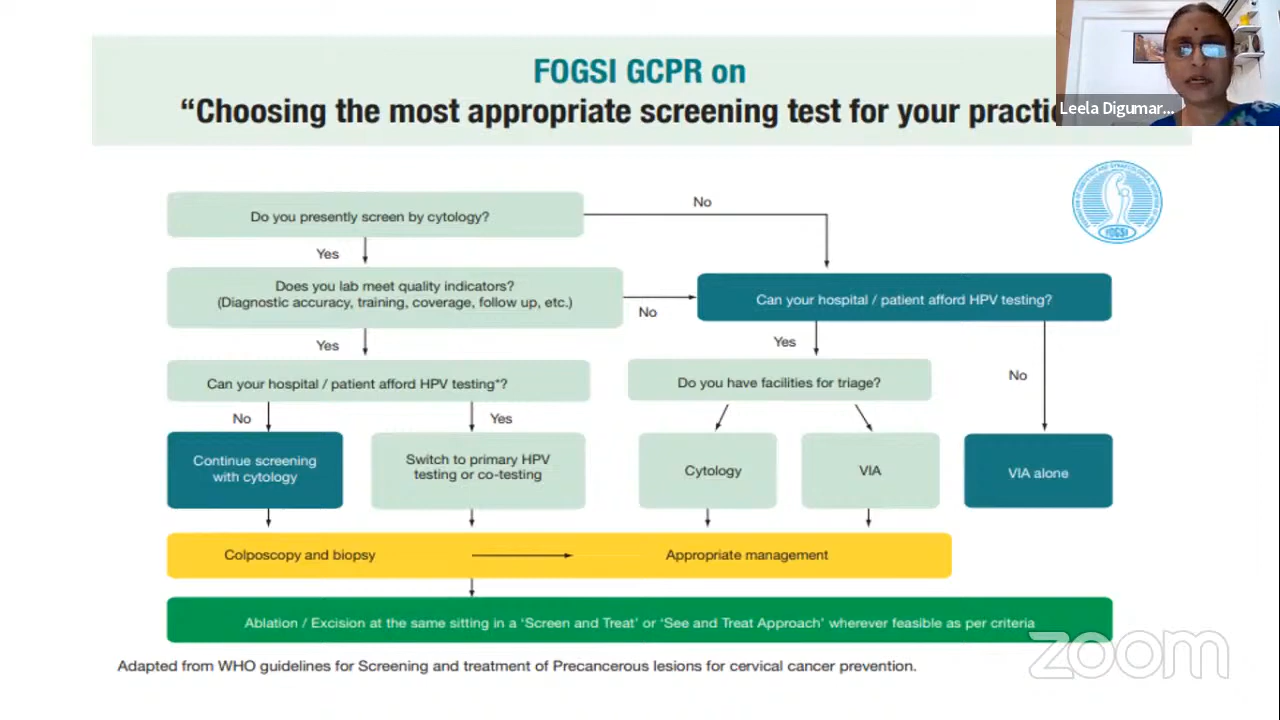 FOGSI GCPR on
“Choosing the most appropriate screening test for your practi
Leela Digumar...
Do you presently screen by cytology?
No
Yes
Does you lab meet quality indicators?
(Diagnostic accuracy, training, coverage, follow up, etc.)
No
Can your hospital / patient afford HPV testing?
Yes
Yes
No
Can your hospital / patient afford HPV testing*?
Do you have facilities for triage?
No
Yes
Continue screening
with cytology
Switch to primary HPV
testing or co-testing
Cytology
VIA
VIA alone
Colposcopy and biopsy
Appropriate management
Ablation / Excision at the same sitting in a ‘Screen and Treat’ or ‘See and Treat Approach’ wherever feasible as per criteria
Adapted from WHO guidelines for Screening and treatment of Precancerous lesions for cervical cancer prevention.
FOGSI
zoom